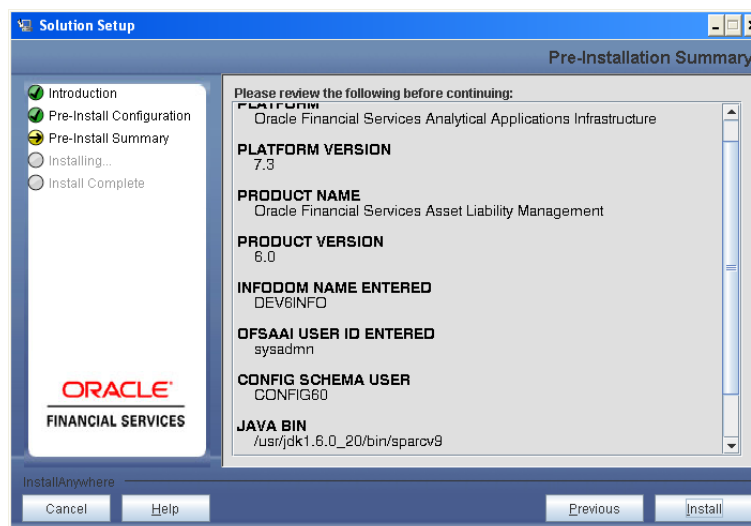 Solution Setup
Pre-Installation Summary
Introduction
Pre-Install Configuration
Pre-Install Summary
Installing...
Install Complete
ORACLE
FINANCIAL SERVICES
Please review the following before continuing:
PLATFORM
Oracle Financial Services Analytical Applications Infrastructure
PLATFORM VERSION
7.3
PRODUCT NAME
Oracle Financial Services Asset Liability Management
PRODUCT VERSION
6.0
INFODOM NAME ENTERED
DEV6INFO
OFSAAI USER ID ENTERED
sysadmn
CONFIG SCHEMA USER
CONFIG60
JAVA BIN
/usr/jdk1.6.0_20/bin/sparcv9
InstallAnywhere
Cancel
Help
Previous
Install